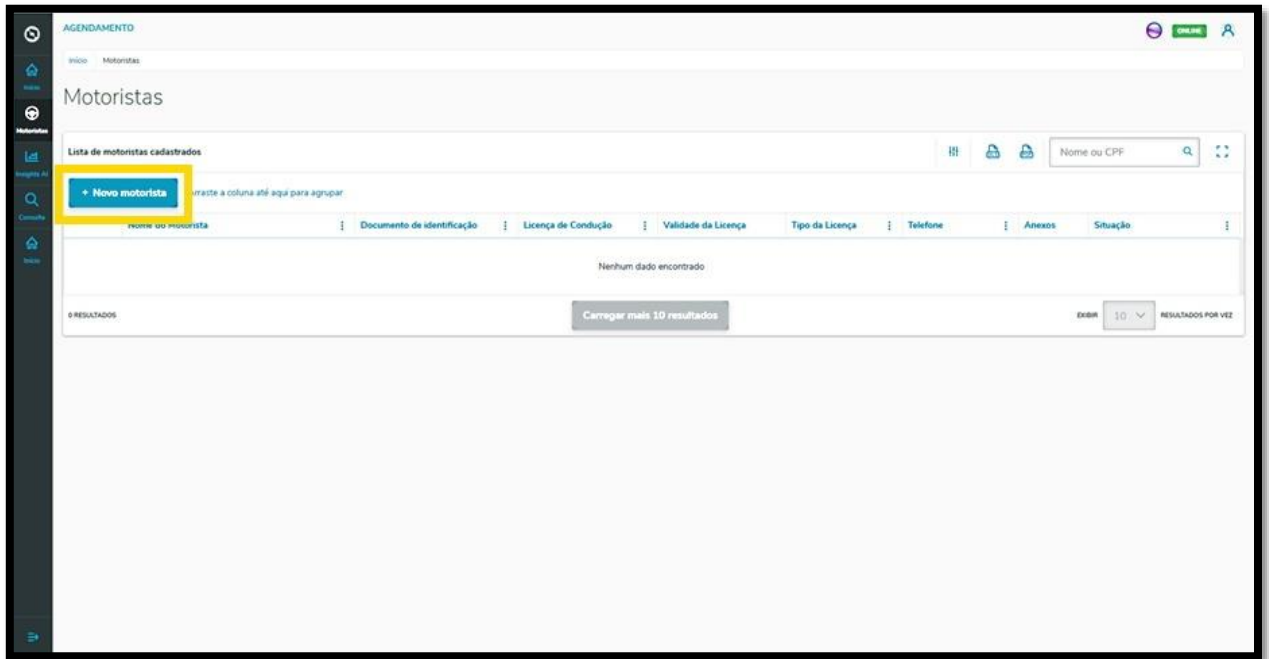 AGENDAMENTO
ONLINE
Início Motoristas
Início
Motoristas
Motoristas
Insights AI
Consulta
Início
Lista de motoristas cadastrados
Nome ou CPF
+ Novo motorista
rraste a coluna até aqui para agrupar
Nome do Motorista Documento de identificação Licença de Condução Validade da Licença Tipo da Licença Telefone Anexos Situação
Nenhum dado encontrado
0 RESULTADOS Carregar mais 10 resultados EXIBIR 10 RESULTADOS POR VEZ